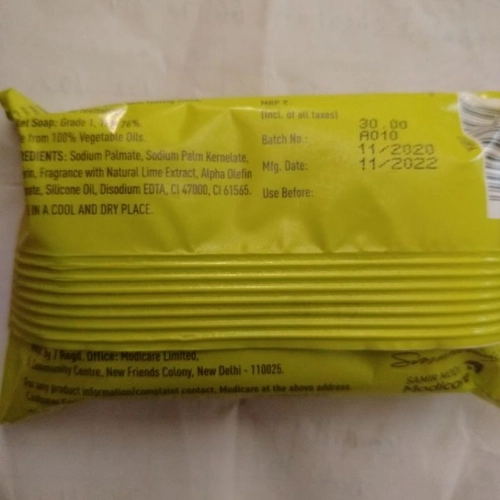 Soap; Grade 1,
from 100% Vegetable Oils.
Sodium Palmate, Sodium Palm Kernelate,
Fragrance with Natural Lime Extract, Alpha Olefin
Silicone Oil, Disodium EDTA, CI 47000, CI 61565.
IN A COOL AND DRY PLACE.
MRP ₹
(Incl. of all taxes)
Batch No.:
Mfg. Date:
Use Before:
30.00
A010
11/2020
11/2022
Regd. Office: Modicare Limited,
Centre, New Friends Colony, New Delhi - 110025.
any product information/complaint contact, Modicare at the above address
SAMIR MODI
Modicare